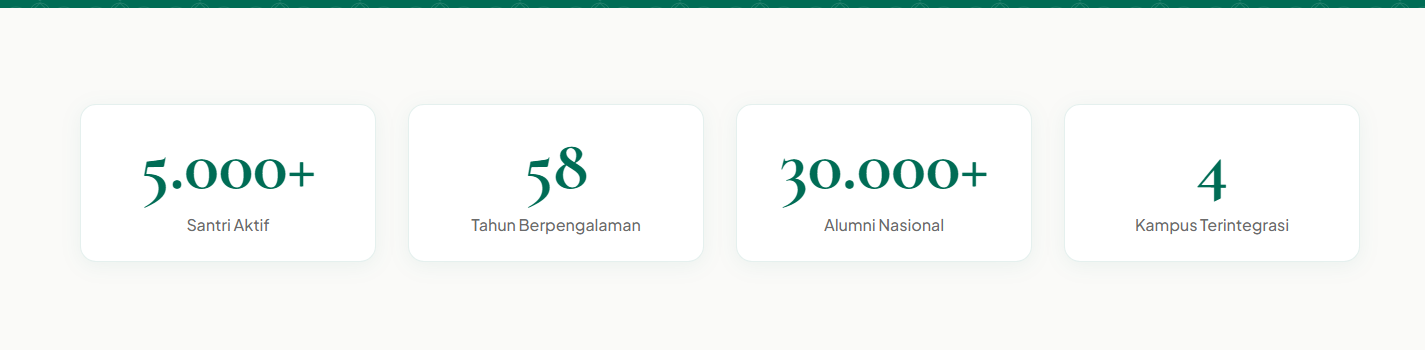 5.000+
Santri Aktif
58
Tahun Berpengalaman
30.000+
Alumni Nasional
4
Kampus Terintegrasi